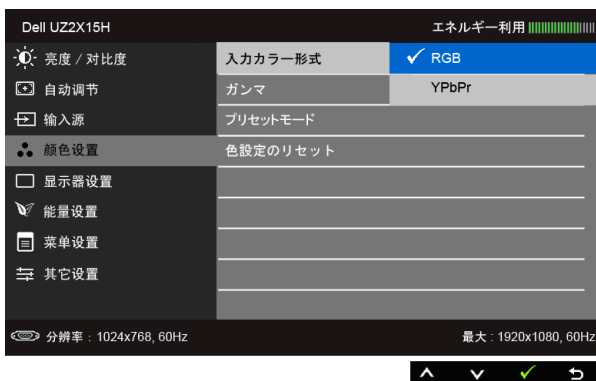 Dell UZ2X15H
エネルギー利用
亮度 / 对比度
入力カラー形式
RGB
自动调节
ガンマ
YPbPr
输入源
プリセットモード
颜色设置
色設定のリセット
显示器设置
能量设置
菜单设置
其它设置
分辨率 : 1024x768, 60Hz
最大 : 1920x1080, 60Hz